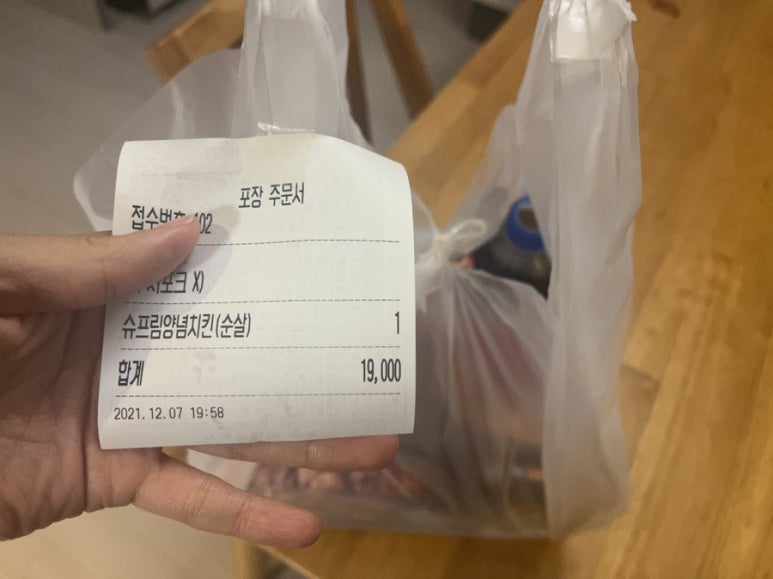 포장 주문서
접수번호 102
X)
슈프림양념치킨(순살) 1
합계 19,000
2021.12.07 19:58